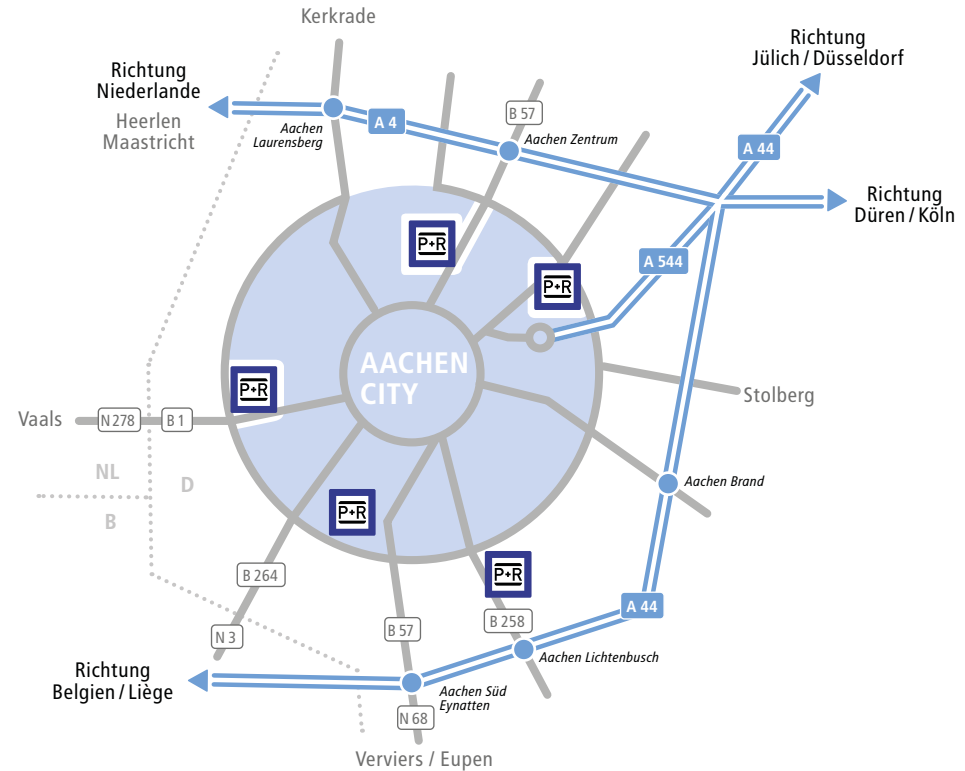 Kerkrade
Richtung
Jülich / Düsseldorf
Richtung
Niederlande
Heerlen
Maastricht
Aachen
Laurensberg
A 4
B 57
Aachen Zentrum
A 44
Richtung
Düren / Köln
P+R
A 544
P+R
AACHEN
CITY
P+R
Stolberg
Vaals
N 278
B 1
NL
D
B
Aachen Brand
P+R
P+R
B 264
A 44
N 3
B 57
B 258
Aachen Lichtenbusch
Richtung
Belgien / Liège
Aachen Süd
Eynatten
N 68
Verviers / Eupen